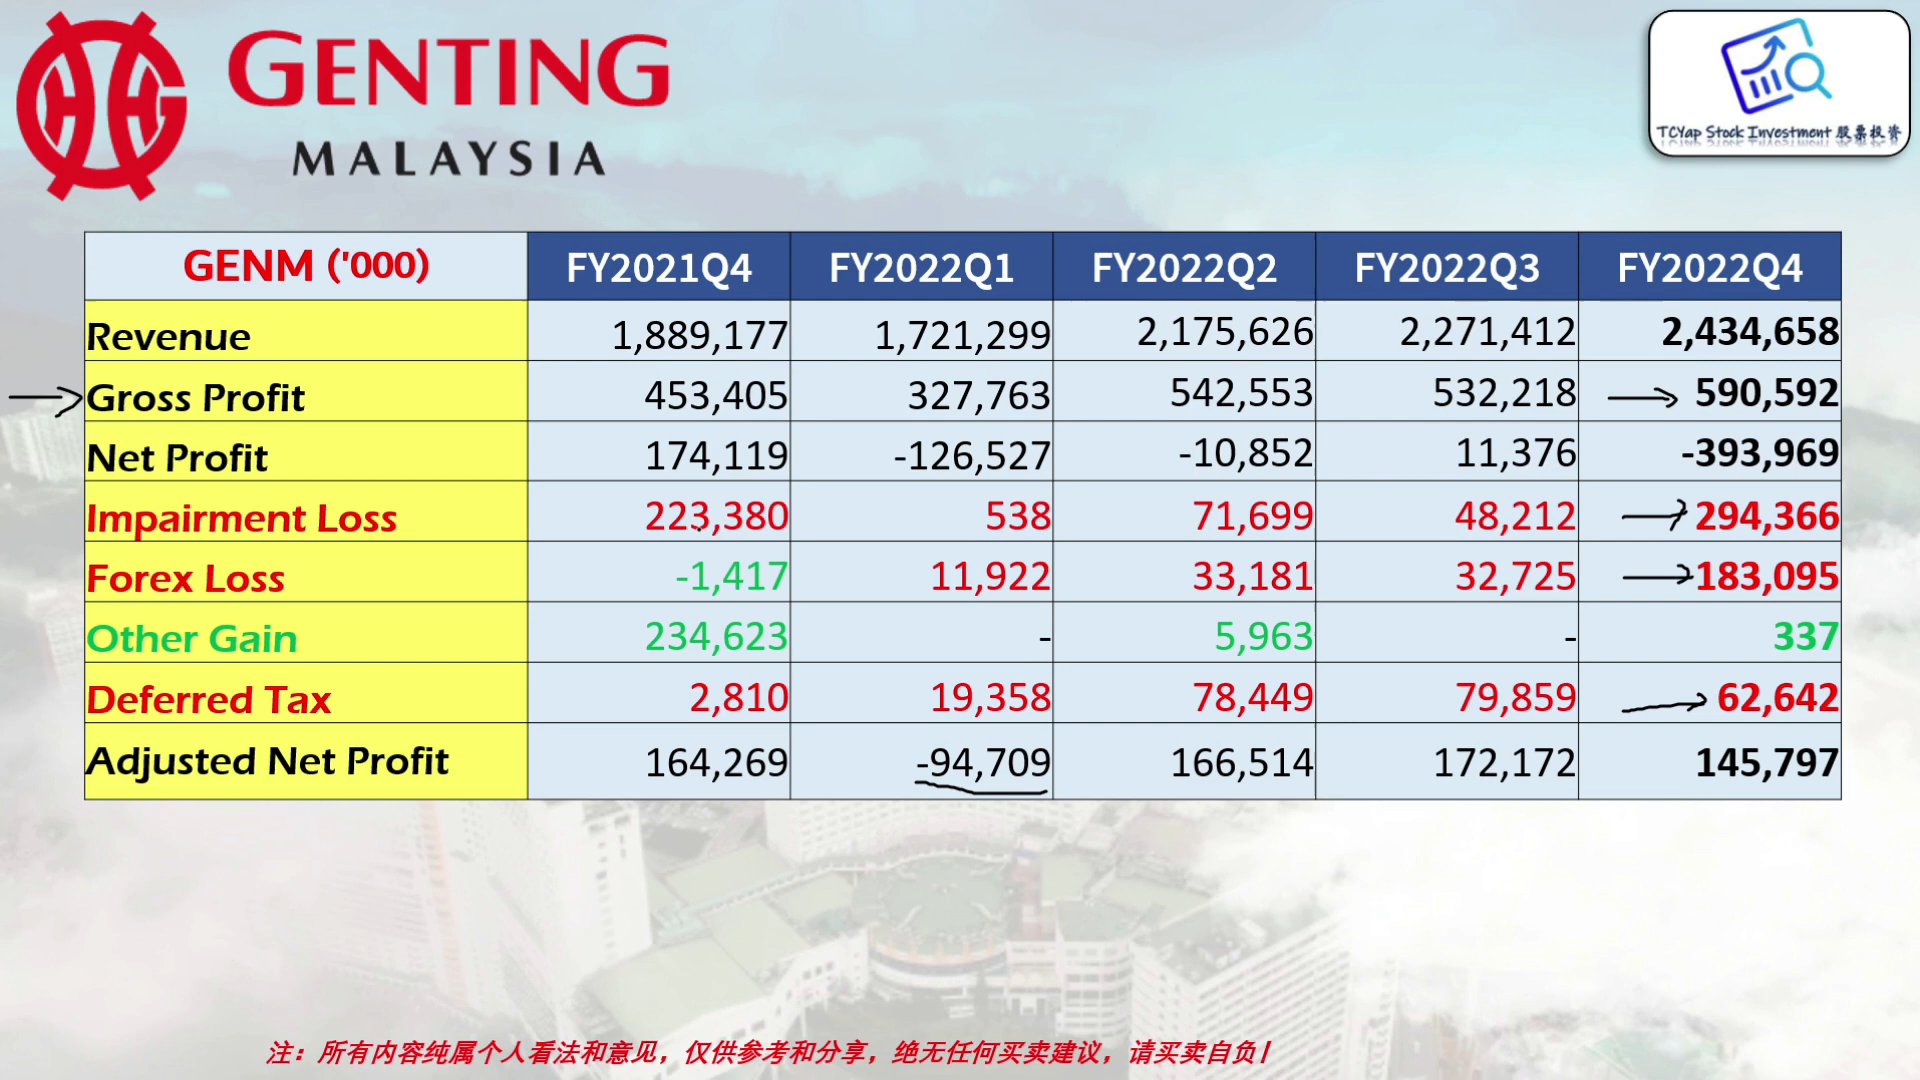 GENTING
MALAYSIA
TCYap Stock Investment 股票投资
GENM ('000) FY2021Q4 FY2022Q1 FY2022Q2 FY2022Q3 FY2022Q4
Revenue 1,889,177 1,721,299 2,175,626 2,271,412 2,434,658
Gross Profit 453,405 327,763 542,553 532,218 590,592
Net Profit 174,119 -126,527 -10,852 11,376 -393,969
Impairment Loss 223,380 538 71,699 48,212 294,366
Forex Loss -1,417 11,922 33,181 32,725 183,095
Other Gain 234,623 - 5,963 - 337
Deferred Tax 2,810 19,358 78,449 79,859 62,642
Adjusted Net Profit 164,269 -94,709 166,514 172,172 145,797
注：所有内容纯属个人看法和意见，仅供参考和分享，绝无任何买卖建议，请买卖自负！